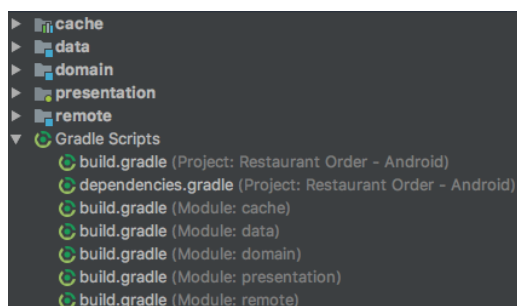 cache
data
domain
presentation
remote
Gradle Scripts
build.gradle (Project: Restaurant Order - Android)
dependencies.gradle (Project: Restaurant Order - Android)
build.gradle (Module: cache)
build.gradle (Module: data)
build.gradle (Module: domain)
build.gradle (Module: presentation)
build.gradle (Module: remote)